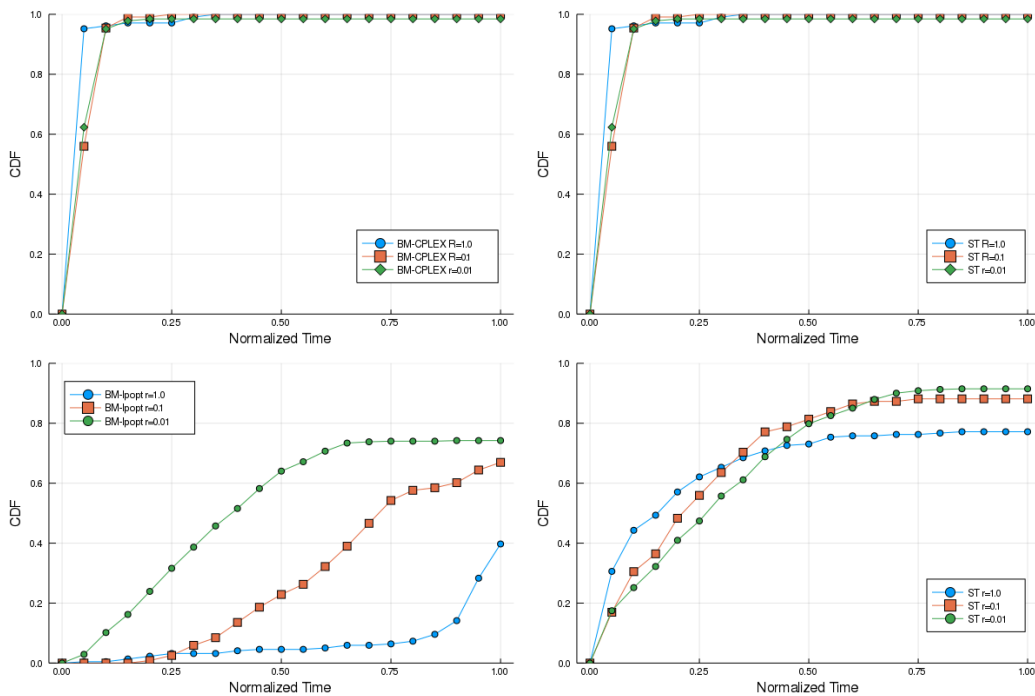 1.0
0.8
0.6
0.4
0.2
0.0
CDF
0.00
0.25
0.50
0.75
1.00
Normalized Time
BM-CPLEX R=1.0
BM-CPLEX R=0.1
BM-CPLEX r=0.01
1.0
0.8
0.6
0.4
0.2
0.0
CDF
0.00
0.25
0.50
0.75
1.00
Normalized Time
ST R=1.0
ST R=0.1
ST r=0.01
1.0
0.8
0.6
0.4
0.2
0.0
CDF
0.00
0.25
0.50
0.75
1.00
Normalized Time
BM-Ipopt r=1.0
BM-Ipopt r=0.1
BM-Ipopt r=0.01
1.0
0.8
0.6
0.4
0.2
0.0
CDF
0.00
0.25
0.50
0.75
1.00
Normalized Time
ST r=1.0
ST r=0.1
ST r=0.01